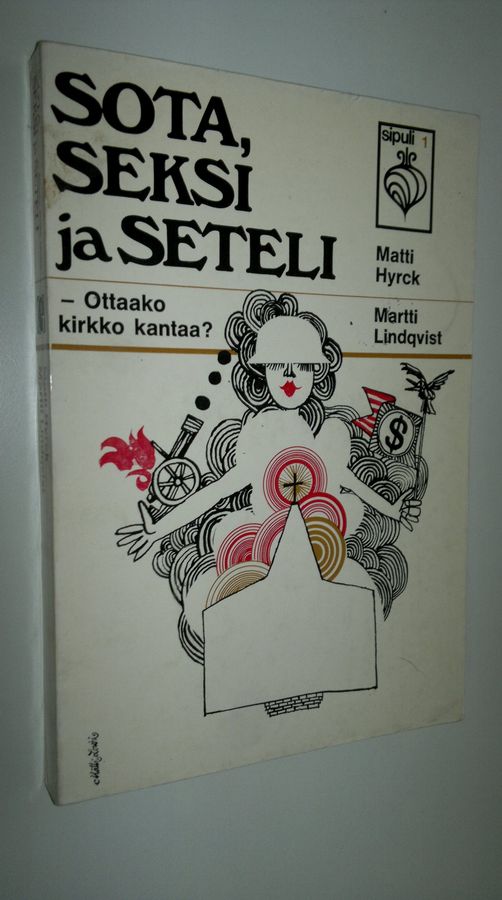 SOTA,
SEKSI
ja SETELI
sipuli 1
Matti
Hyrck
– Ottaako
kirkko kantaa?
Martti
Lindqvist
$